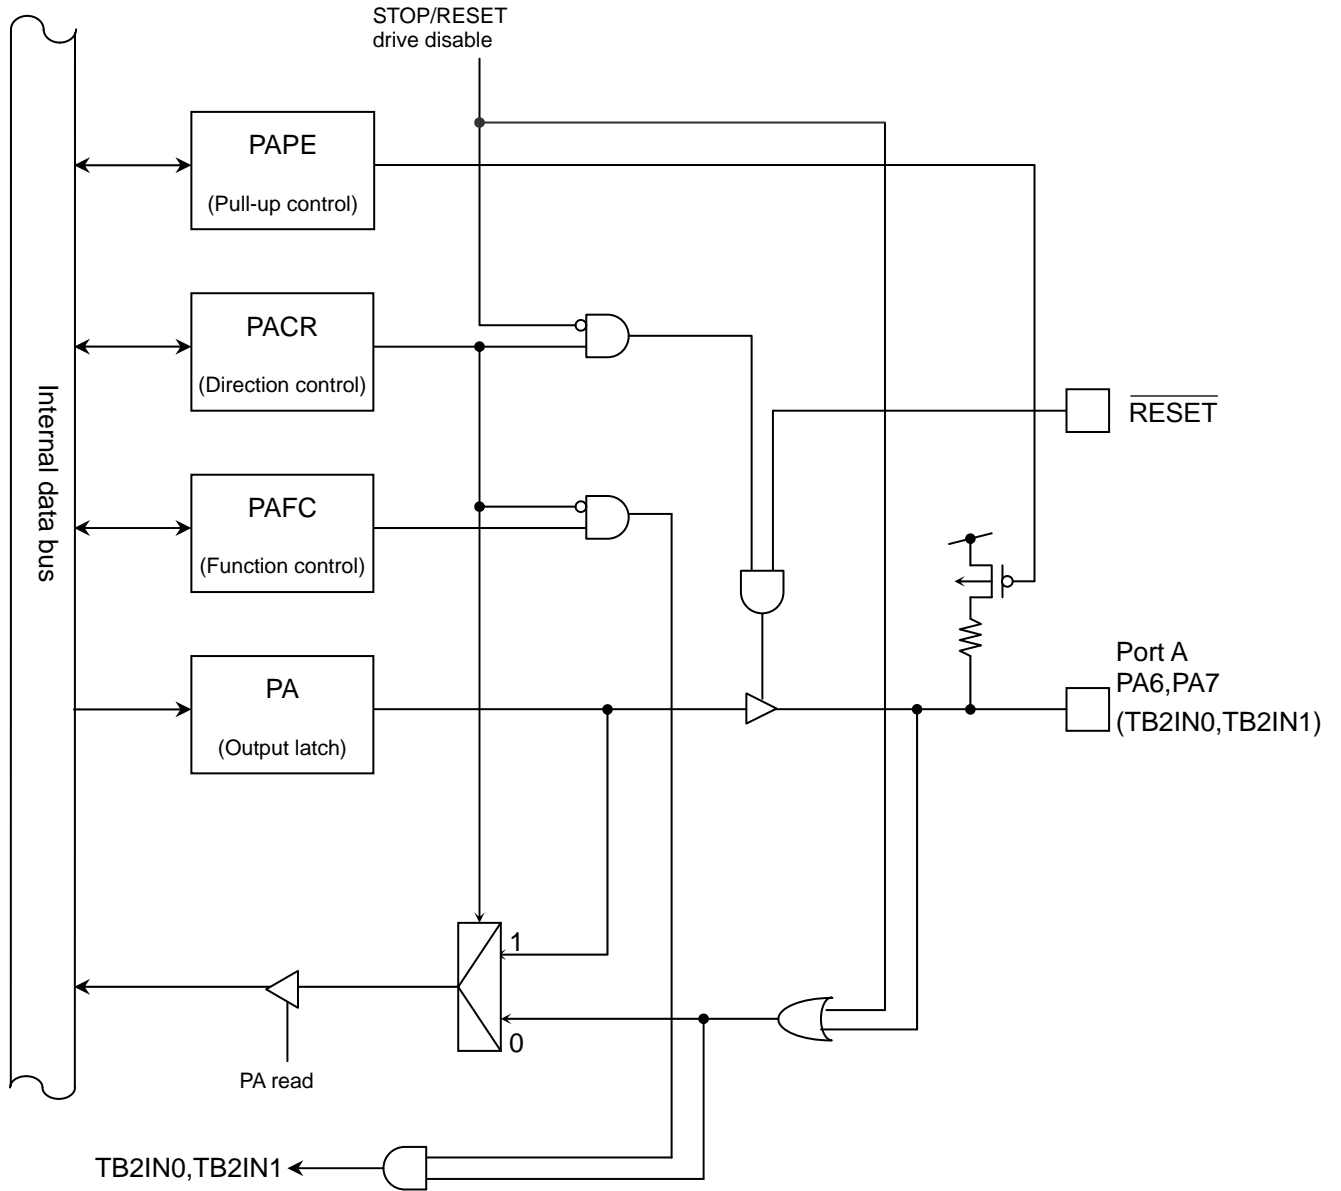 STOP/RESET
drive disable
PAPE
(Pull-up control)
PACR
(Direction control)
Internal data bus
RESET
PAFC
(Function control)
PA
(Output latch)
Port A
PA6,PA7
(TB2IN0,TB2IN1)
1
0
PA read
TB2IN0,TB2IN1